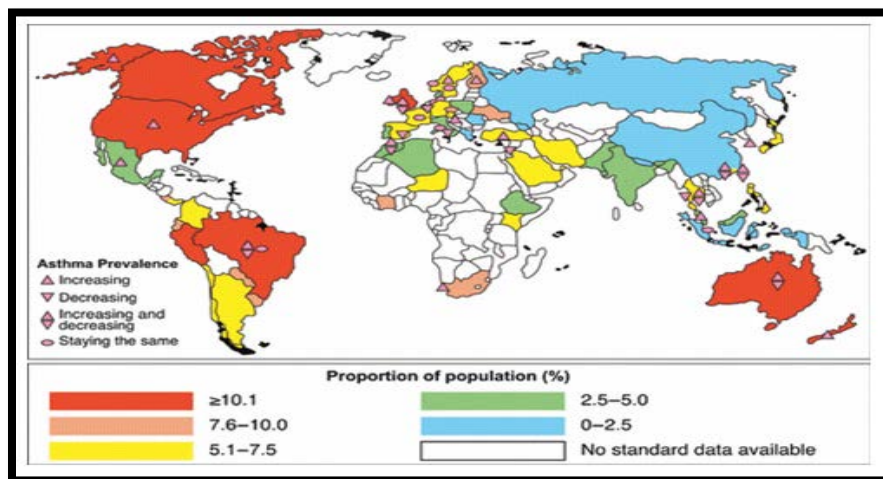 Asthma Prevalence
Increasing
Decreasing
Increasing and
decreasing
Staying the same
Proportion of population (%)
≥10.1
7.6–10.0
5.1–7.5
2.5–5.0
0–2.5
No standard data available